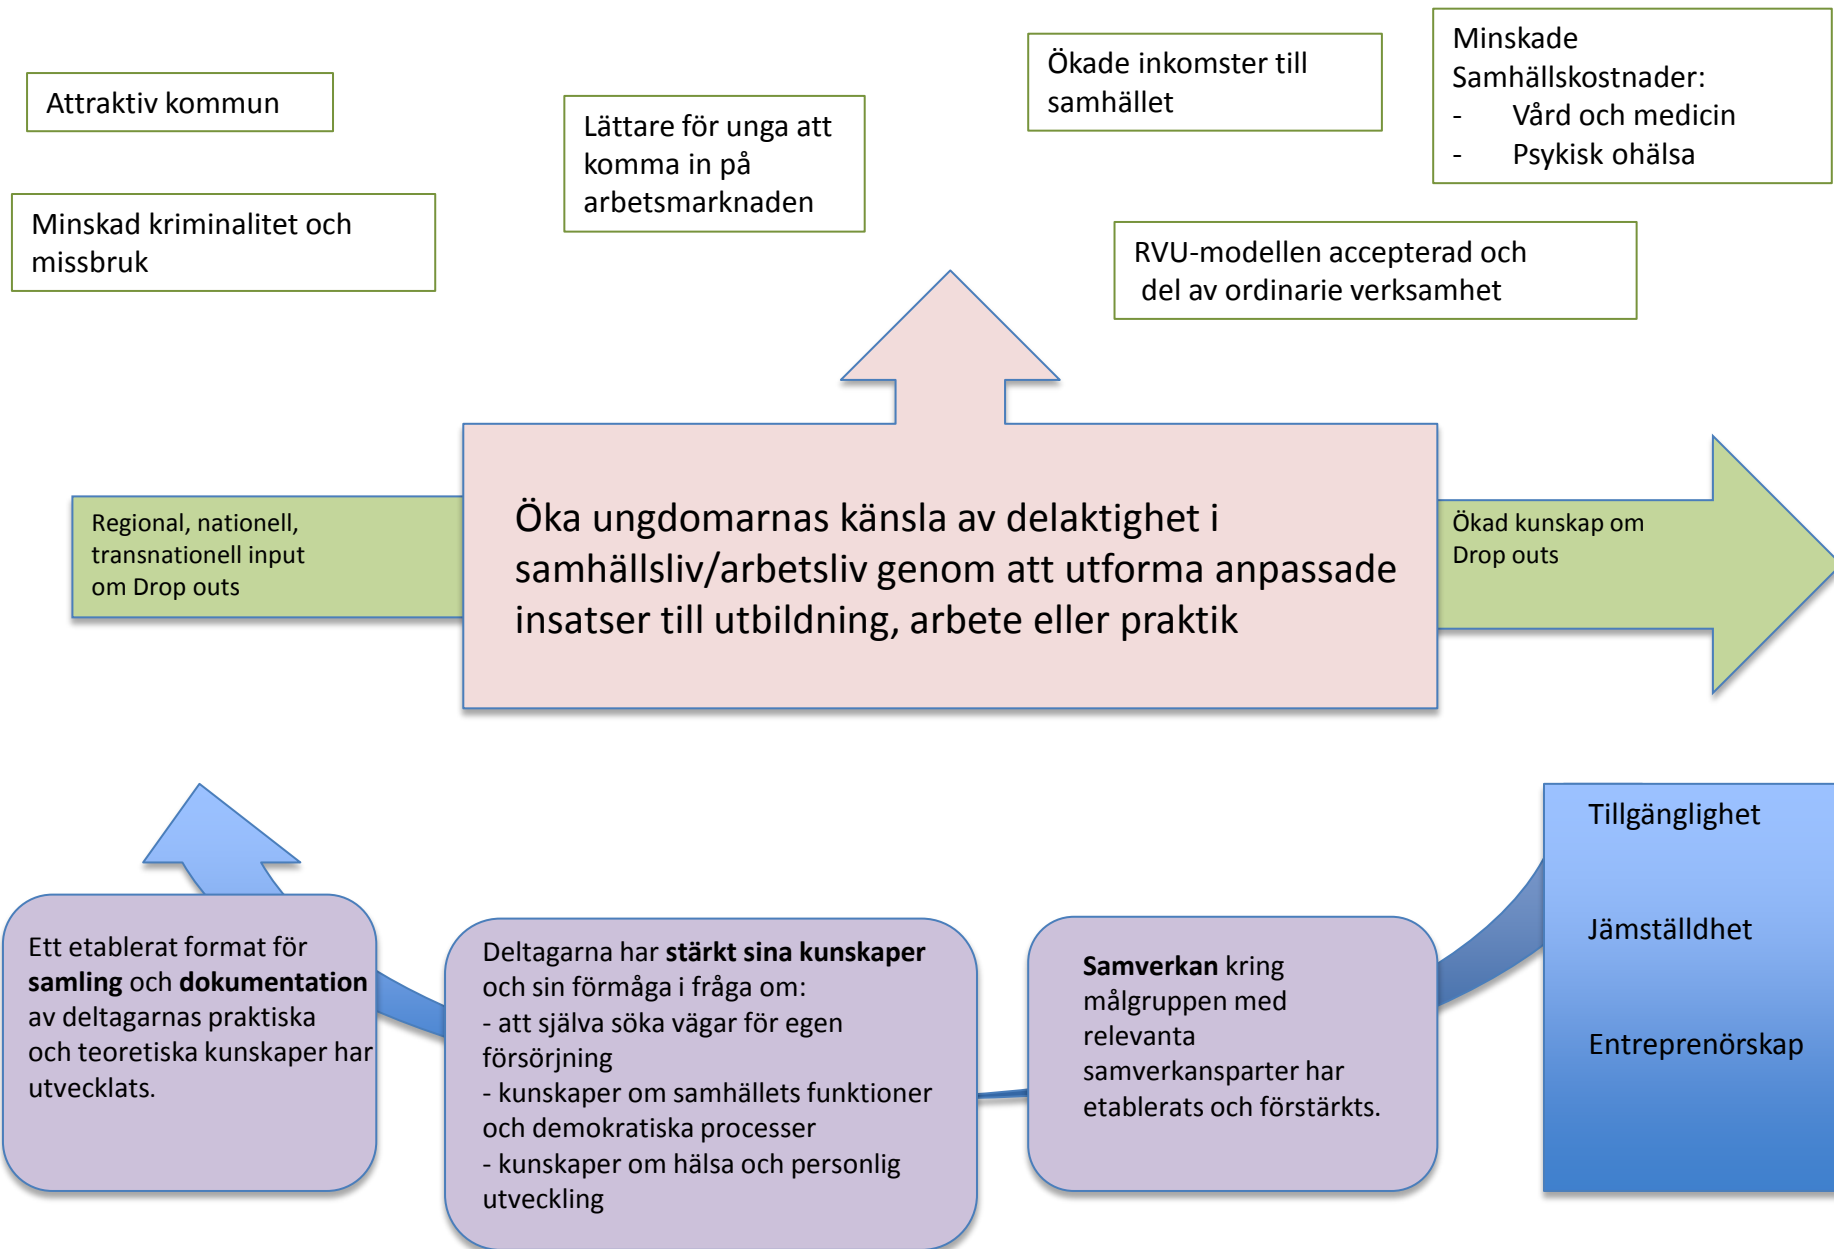 Attraktiv kommun
Minskad kriminalitet och
missbruk
Lättare för unga att
komma in på
arbetsmarknaden
Ökade inkomster till
samhället
Minskade
Samhällskostnader:
- Vård och medicin
- Psykisk ohälsa
RVU-modellen accepterad och
del av ordinarie verksamhet
Regional, nationell,
transnationell input
om Drop outs
Öka ungdomarnas känsla av delaktighet i
samhällsliv/arbetsliv genom att utforma anpassade
insatser till utbildning, arbete eller praktik
Ökad kunskap om
Drop outs
Ett etablerat format för
samling och dokumentation
av deltagarnas praktiska
och teoretiska kunskaper har
utvecklats.
Deltagarna har stärkt sina kunskaper
och sin förmåga i fråga om:
- att själva söka vägar för egen
försörjning
- kunskaper om samhällets funktioner
och demokratiska processer
- kunskaper om hälsa och personlig
utveckling
Samverkan kring
målgruppen med
relevanta
samverkansparter har
etablerats och förstärkts.
Tillgänglighet
Jämställdhet
Entreprenörskap